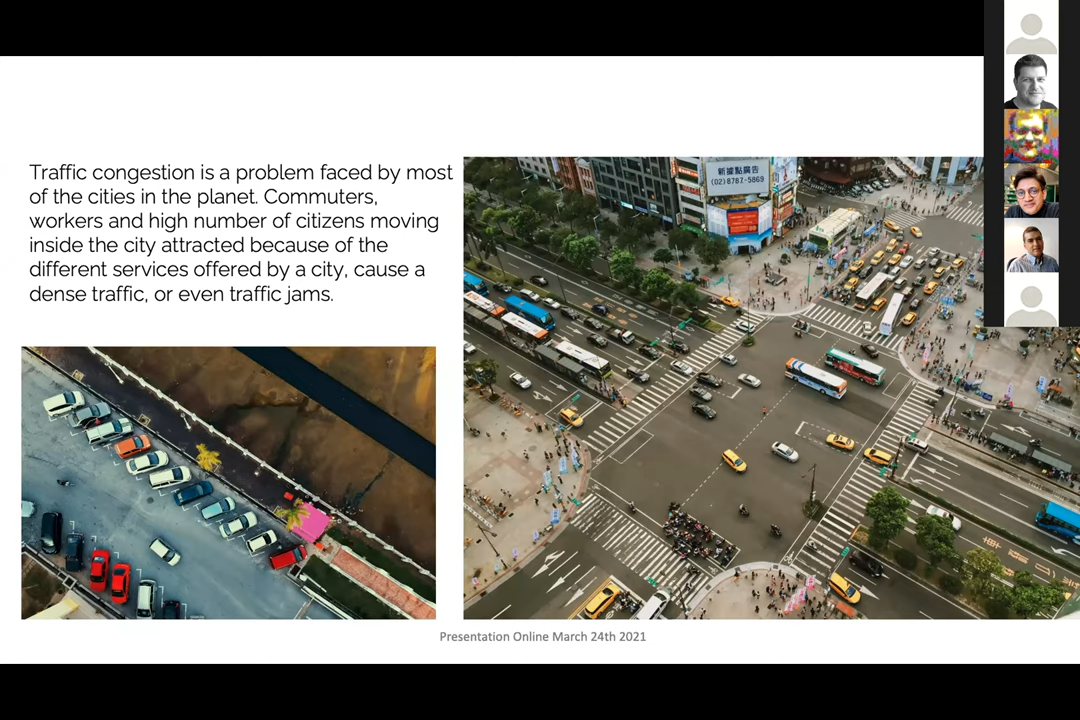 Traffic congestion is a problem faced by most
of the cities in the planet. Commuters,
workers and high number of citizens moving
inside the city attracted because of the
different services offered by a city, cause a
dense traffic, or even traffic jams.
新據點廣告
(02) 8787-5869
Presentation Online March 24th 2021